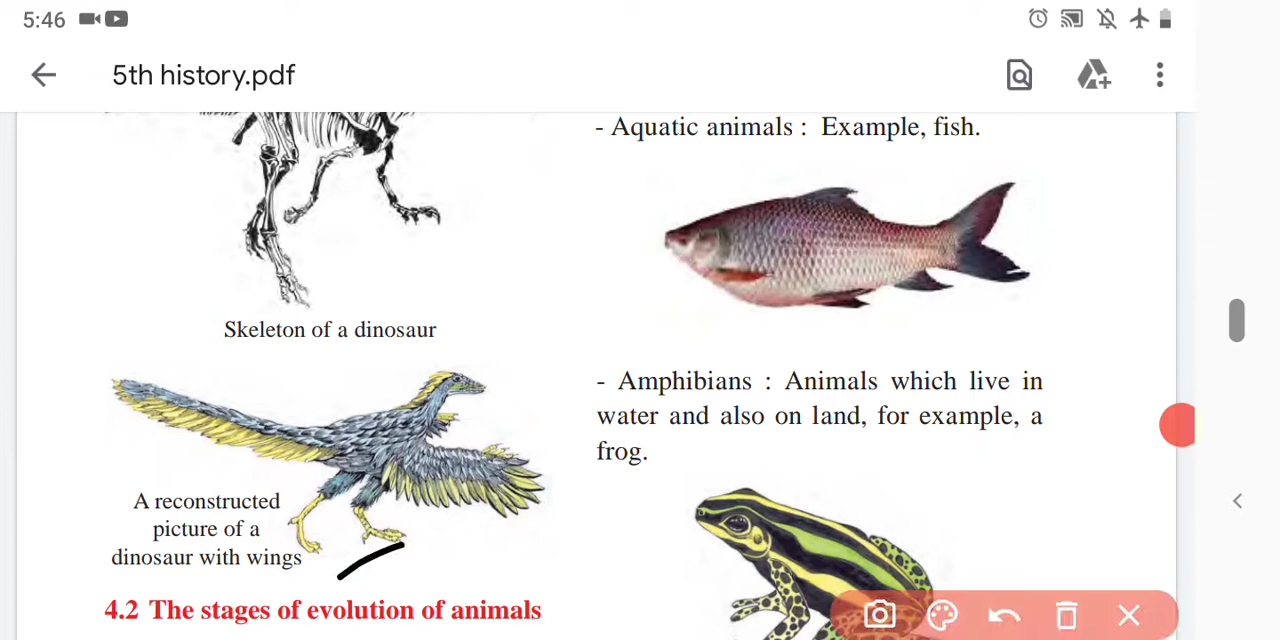 5:46
5th history.pdf
Skeleton of a dinosaur
A reconstructed
picture of a
dinosaur with wings
4.2 The stages of evolution of animals
- Aquatic animals : Example, fish.
- Amphibians : Animals which live in
water and also on land, for example, a
frog.